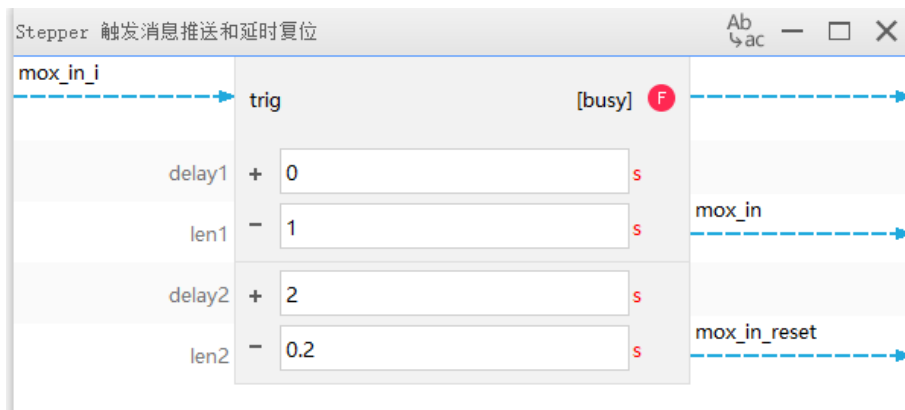 Stepper 触发消息推送和延时复位
Ab
ac
mox_in_i
trig
[busy]
F
delay1
+
0
s
len1
-
1
s
mox_in
delay2
+
2
s
len2
-
0.2
s
mox_in_reset